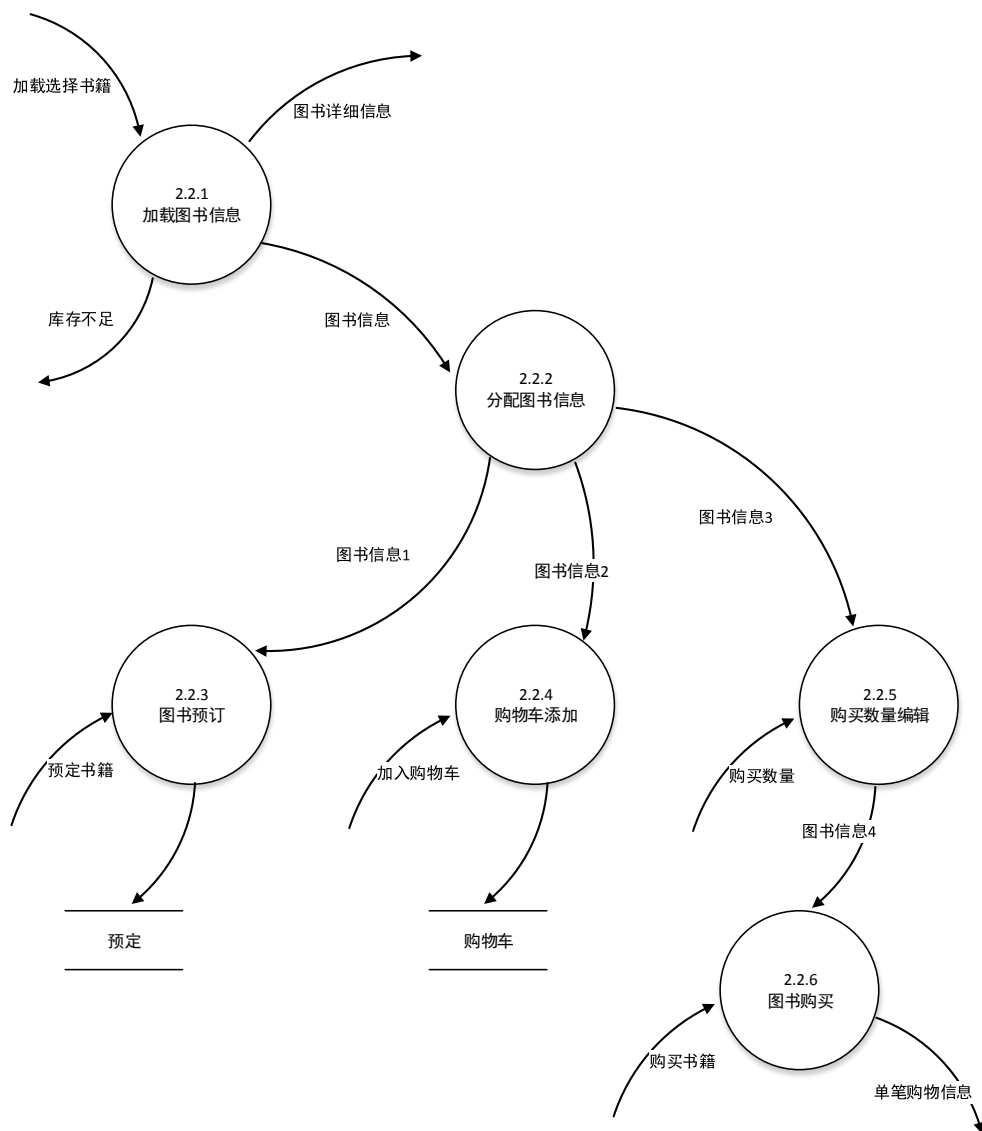 加载选择书籍
图书详细信息
2.2.1
加载图书信息
库存不足
图书信息
2.2.2
分配图书信息
图书信息3
图书信息1
图书信息2
2.2.3
图书预订
2.2.4
购物车添加
2.2.5
购买数量编辑
预定书籍
加入购物车
购买数量
图书信息4
预定
购物车
2.2.6
图书购买
购买书籍
单笔购物信息